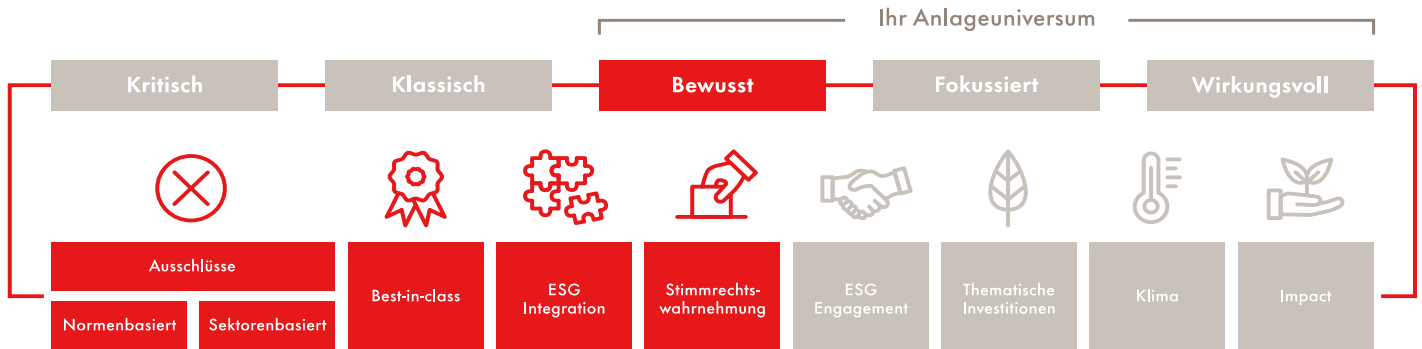 Ihr Anlageuniversum
Kritisch
Klassisch
Bewusst
Fokussiert
Wirkungsvoll
Ausschlüsse
Normenbasiert
Sektorenbasiert
Best-in-class
ESG
Integration
Stimmrechts-
wahrnehmung
ESG
Engagement
Thematische
Investitionen
Klima
Impact